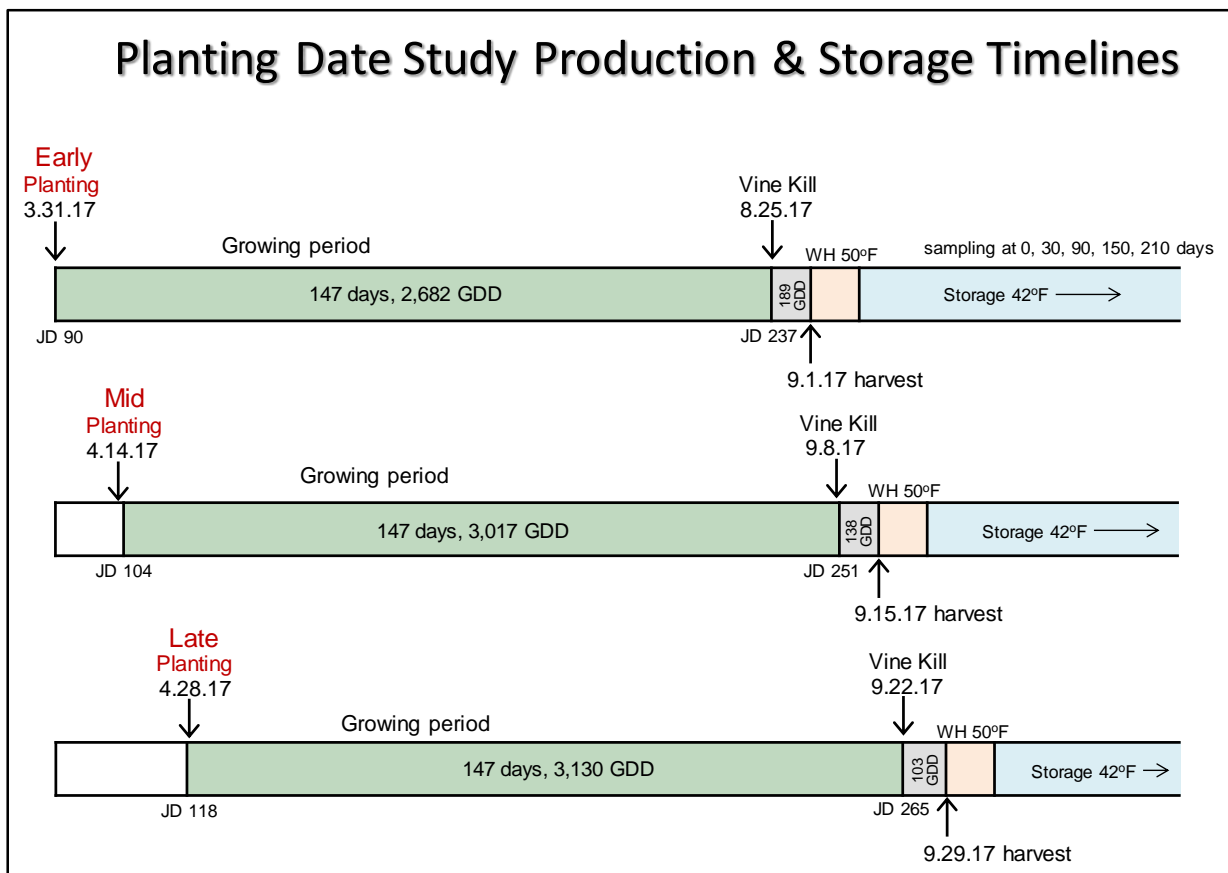 Planting Date Study Production & Storage Timelines
Early
Planting
3.31.17
Vine Kill
8.25.17
Growing period
WH 50ºF
sampling at 0, 30, 90, 150, 210 days
147 days, 2,682 GDD
189
GDD
Storage 42ºF
JD 90
JD 237
9.1.17 harvest
Mid
Planting
4.14.17
Vine Kill
9.8.17
Growing period
WH 50ºF
147 days, 3,017 GDD
138
GDD
Storage 42ºF
JD 104
JD 251
9.15.17 harvest
Late
Planting
4.28.17
Vine Kill
9.22.17
Growing period
WH 50ºF
147 days, 3,130 GDD
103
GDD
Storage 42ºF
JD 118
JD 265
9.29.17 harvest